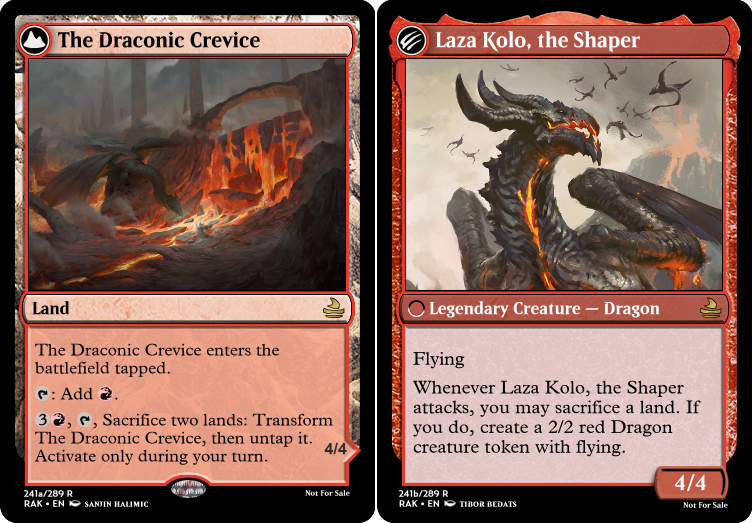 The Draconic Crevice
Land
The Draconic Crevice enters the
battlefield tapped.
: Add .
3 , , Sacrifice two lands: Transform
The Draconic Crevice, then untap it.
Activate only during your turn.
4/4
241a/289 R
RAK • EN SANJIN HALIMIC
Not For Sale
Laza Kolo, the Shaper
Legendary Creature — Dragon
Flying
Whenever Laza Kolo, the Shaper
attacks, you may sacrifice a land. If
you do, create a 2/2 red Dragon
creature token with flying.
4/4
241b/289 R
RAK • EN TIBOR BEDATS
Not For Sale